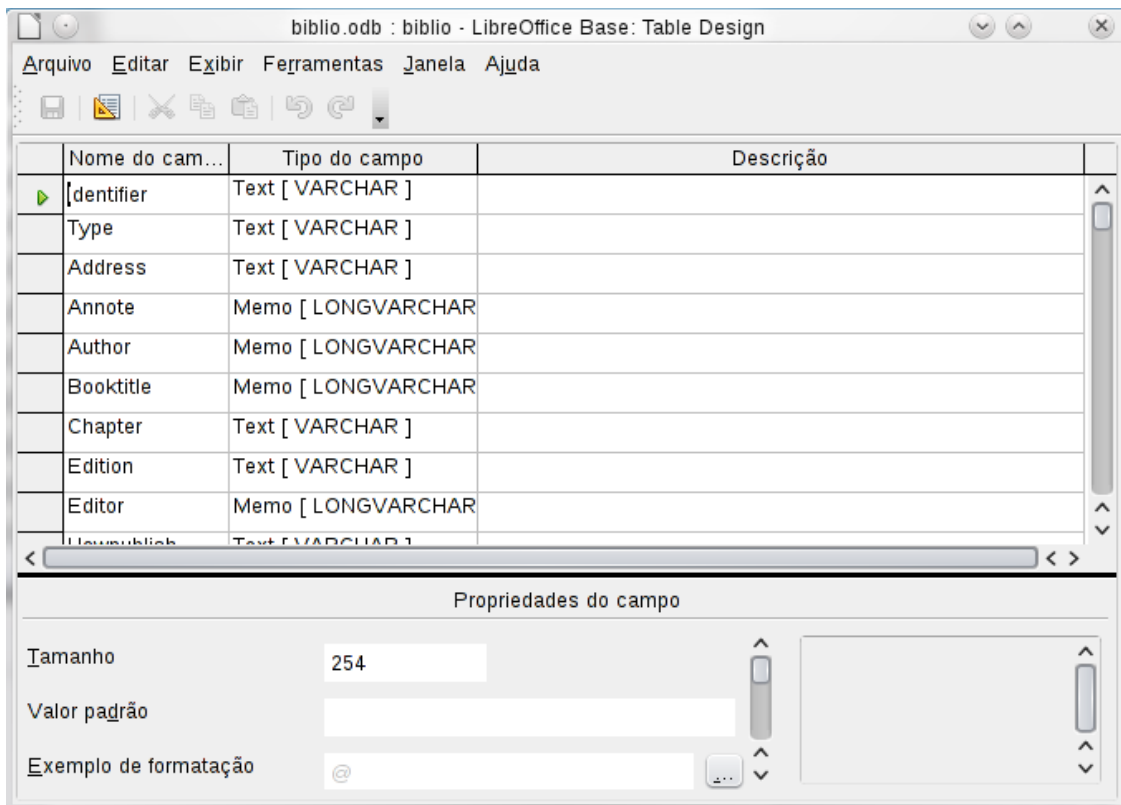 biblio.odb : biblio - LibreOffice Base: Table Design
Arquivo Editar Exibir Ferramentas Janela Ajuda
Nome do cam... Tipo do campo Descrição
Identifier Text [ VARCHAR ]
Type Text [ VARCHAR ]
Address Text [ VARCHAR ]
Annote Memo [ LONGVARCHAR
Author Memo [ LONGVARCHAR
Booktitle Memo [ LONGVARCHAR
Chapter Text [ VARCHAR ]
Edition Text [ VARCHAR ]
Editor Memo [ LONGVARCHAR
Howpublish Text [ VARCHAR ]
Propriedades do campo
Tamanho 254
Valor padrão
Exemplo de formatação @ ...